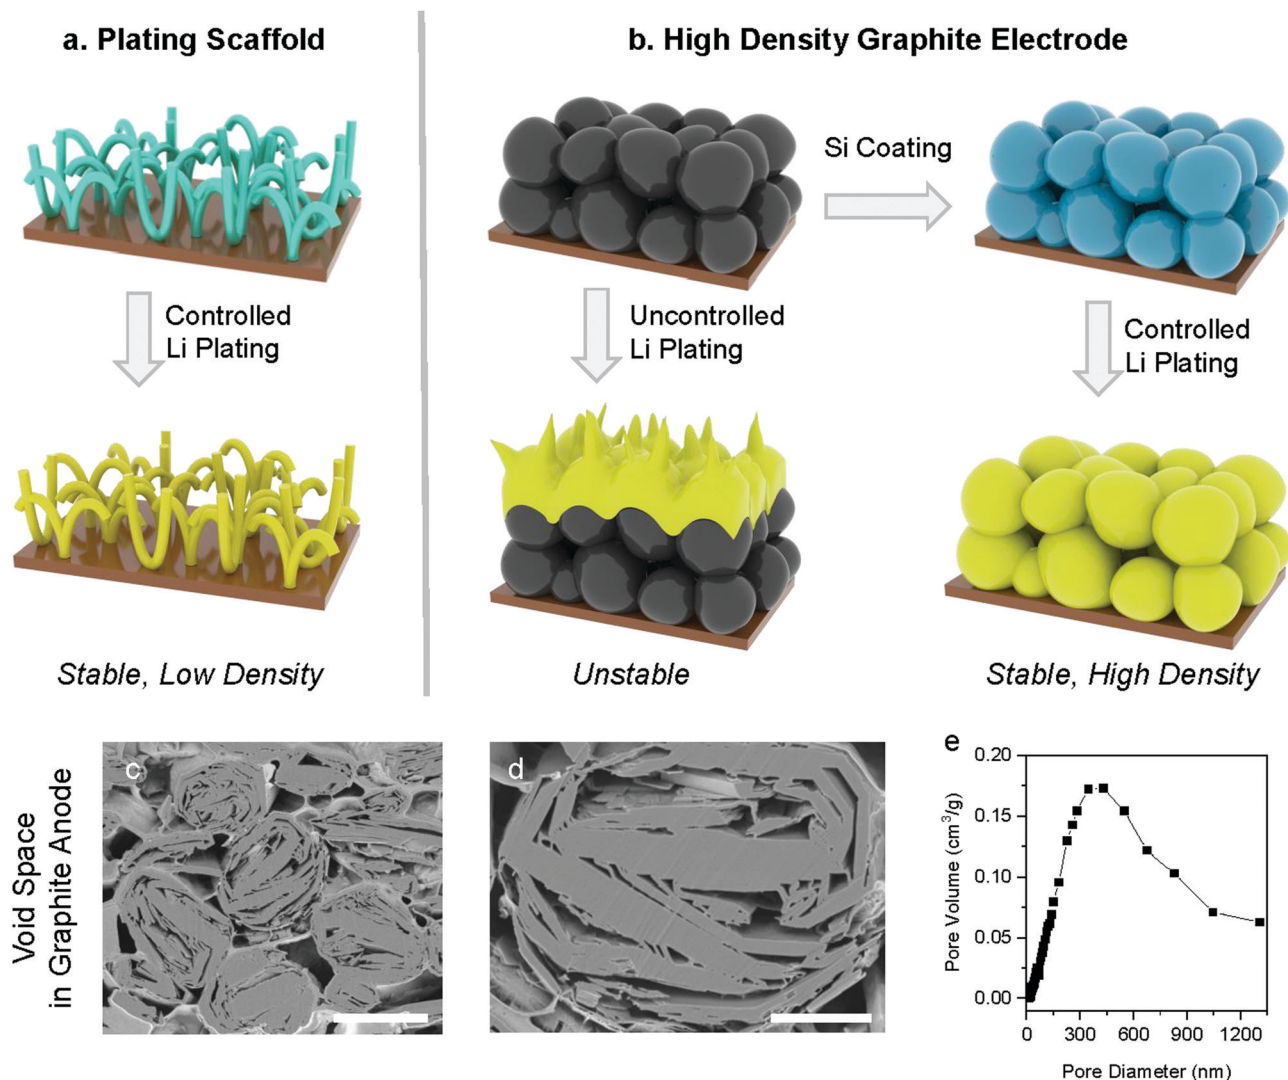 a. Plating Scaffold
b. High Density Graphite Electrode
Si Coating
Controlled
Li Plating
Uncontrolled
Li Plating
Controlled
Li Plating
Stable, Low Density
Unstable
Stable, High Density
Void Space
in Graphite Anode
c
d
e
Pore Volume (cm³/g)
0.20
0.15
0.10
0.05
0.00
0 300 600 900 1200
Pore Diameter (nm)